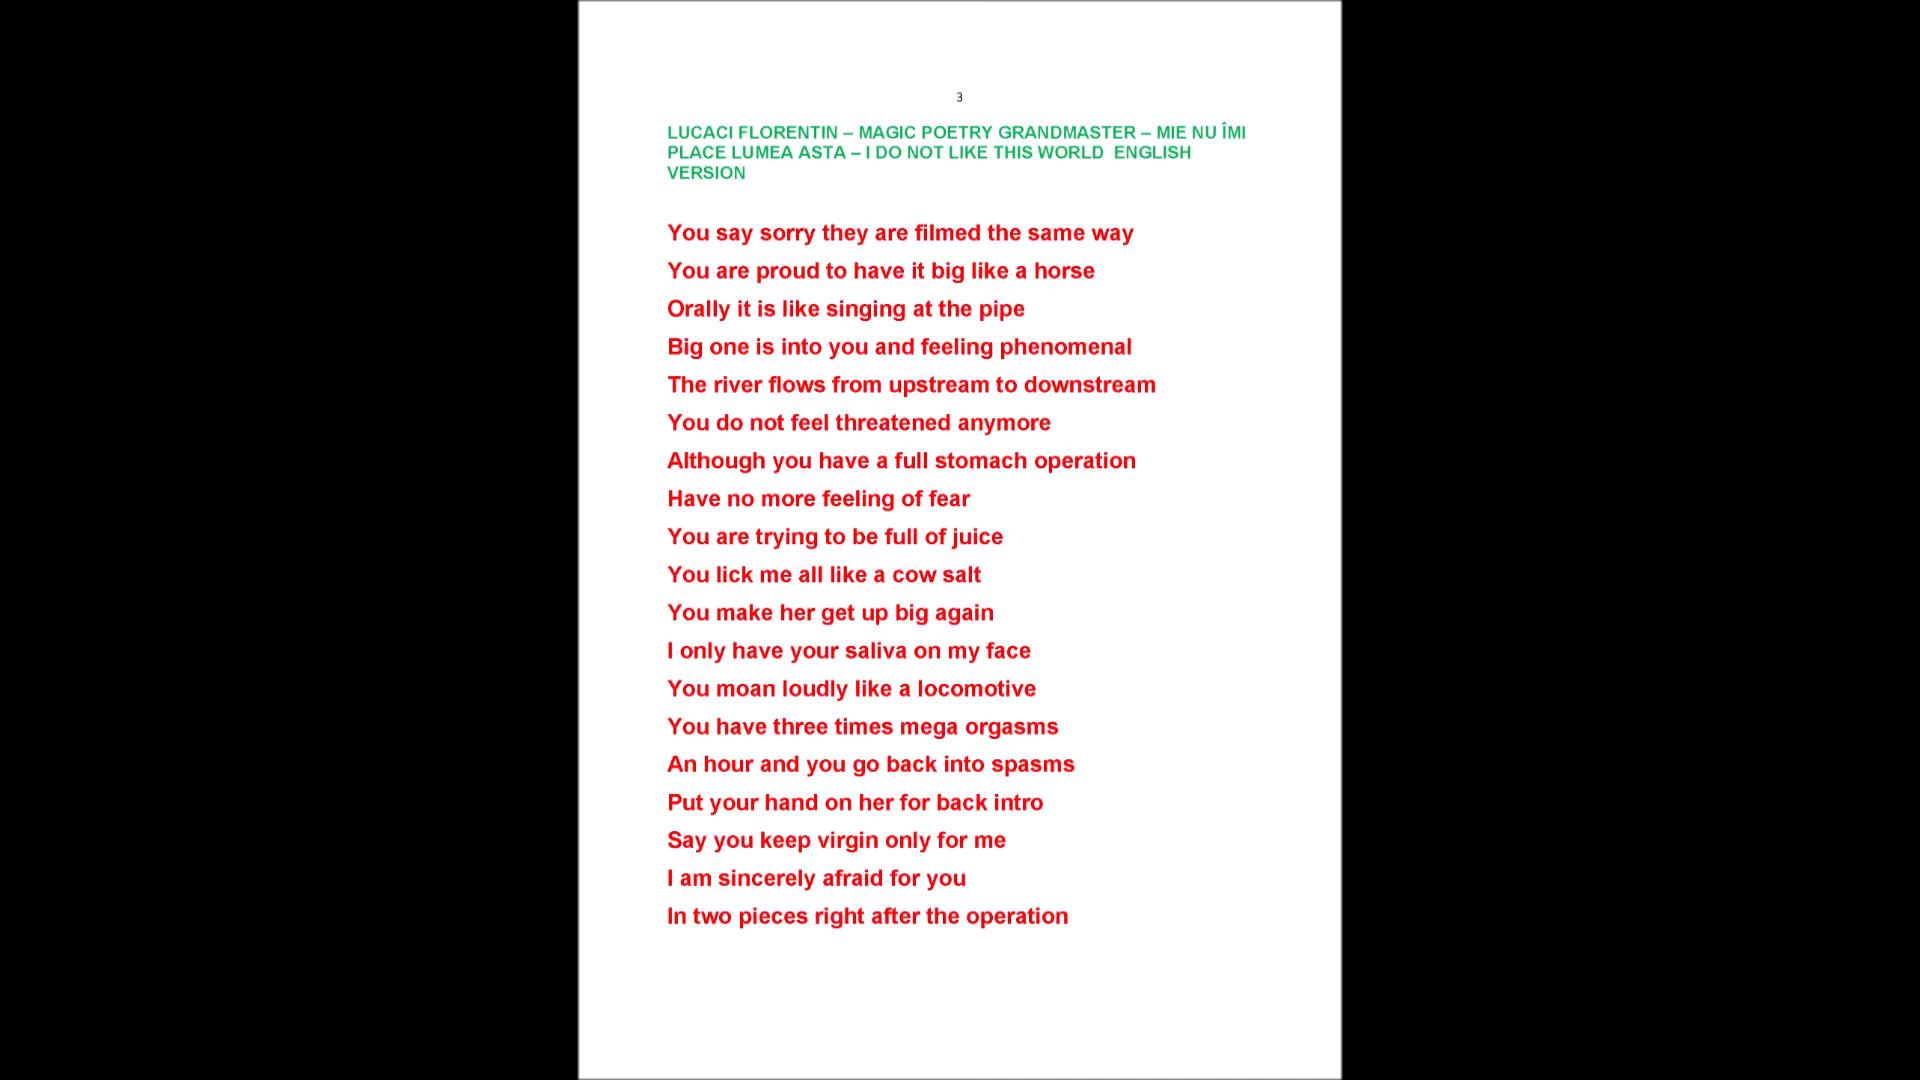 3
LUCACI FLORENTIN – MAGIC POETRY GRANDMASTER – MIE NU ÎMI
PLACE LUMEA ASTA – I DO NOT LIKE THIS WORLD  ENGLISH
VERSION
You say sorry they are filmed the same way
You are proud to have it big like a horse
Orally it is like singing at the pipe
Big one is into you and feeling phenomenal
The river flows from upstream to downstream
You do not feel threatened anymore
Although you have a full stomach operation
Have no more feeling of fear
You are trying to be full of juice
You lick me all like a cow salt
You make her get up big again
I only have your saliva on my face
You moan loudly like a locomotive
You have three times mega orgasms
An hour and you go back into spasms
Put your hand on her for back intro
Say you keep virgin only for me
I am sincerely afraid for you
In two pieces right after the operation